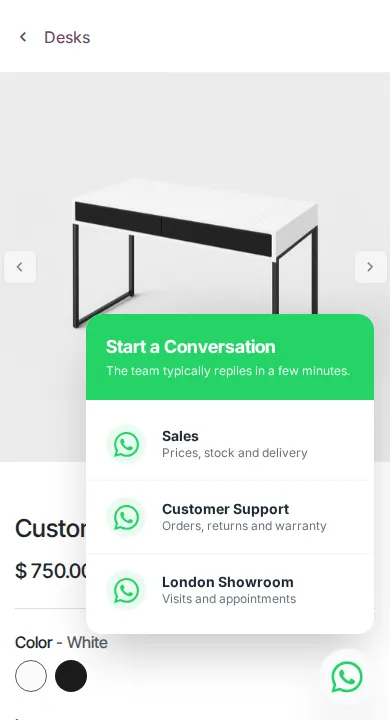 Desks
Start a Conversation
The team typically replies in a few minutes.
Sales
Prices, stock and delivery
Customer Support
Orders, returns and warranty
London Showroom
Visits and appointments
$ 750.00
Color - White